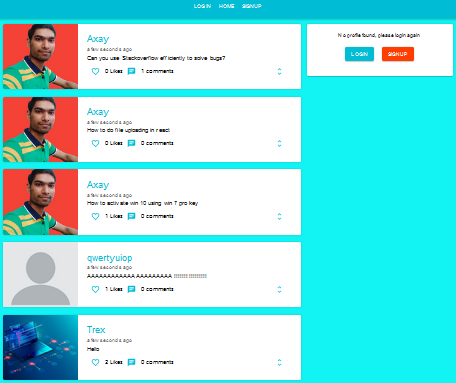 LOGIN HOME SIGNUP
Axay
a few seconds ago
Can you use Stackoverflow efficiently to solve bugs?
0 Likes 1 comments
Axay
a few seconds ago
How to do file uploading in react
0 Likes 0 comments
Axay
a few seconds ago
How to activate win 10 using win 7 pro key
1 Likes 0 comments
qwertyuiop
a few seconds ago
1 Likes 0 comments
Trex
a few seconds ago
Hello
2 Likes 0 comments
No profile found, please login again
LOGIN SIGNUP